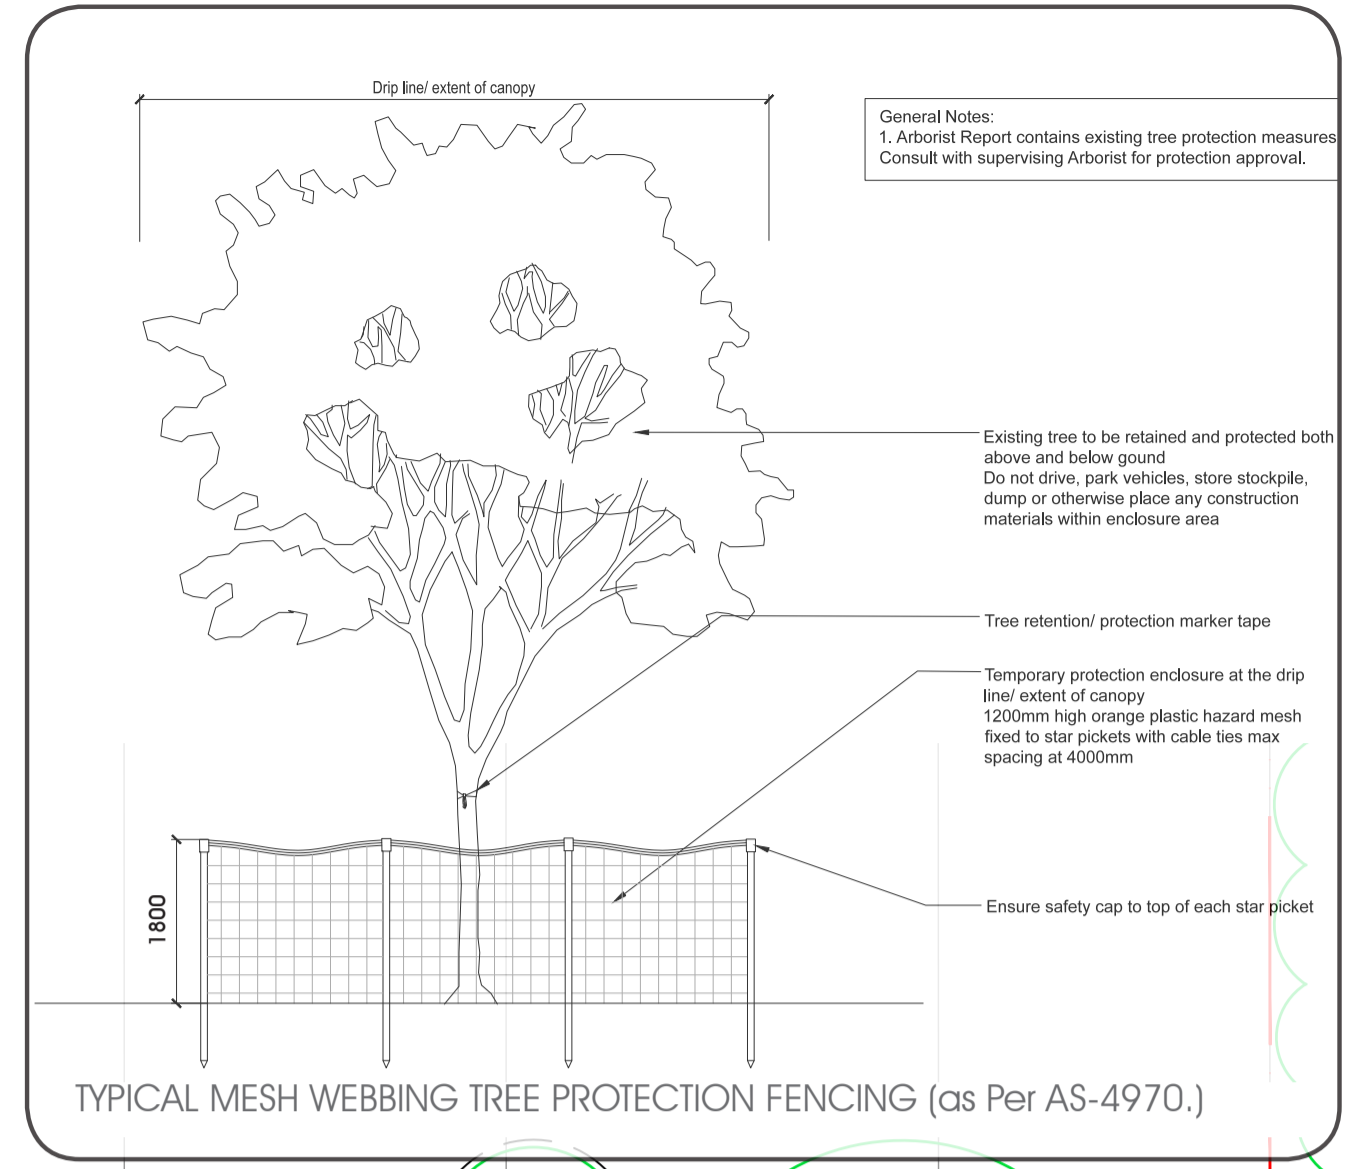 Drip line/ extent of canopy
General Notes:
1. Arborist Report contains existing tree protection measures
Consult with supervising Arborist for protection approval.
Existing tree to be retained and protected both
above and below gound
Do not drive, park vehicles, store stockpile,
dump or otherwise place any construction
materials within enclosure area
Tree retention/ protection marker tape
Temporary protection enclosure at the drip
line/ extent of canopy
1200mm high orange plastic hazard mesh
fixed to star pickets with cable ties max
spacing at 4000mm
1800
Ensure safety cap to top of each star picket
TYPICAL MESH WEBBING TREE PROTECTION FENCING (as Per AS-4970.)